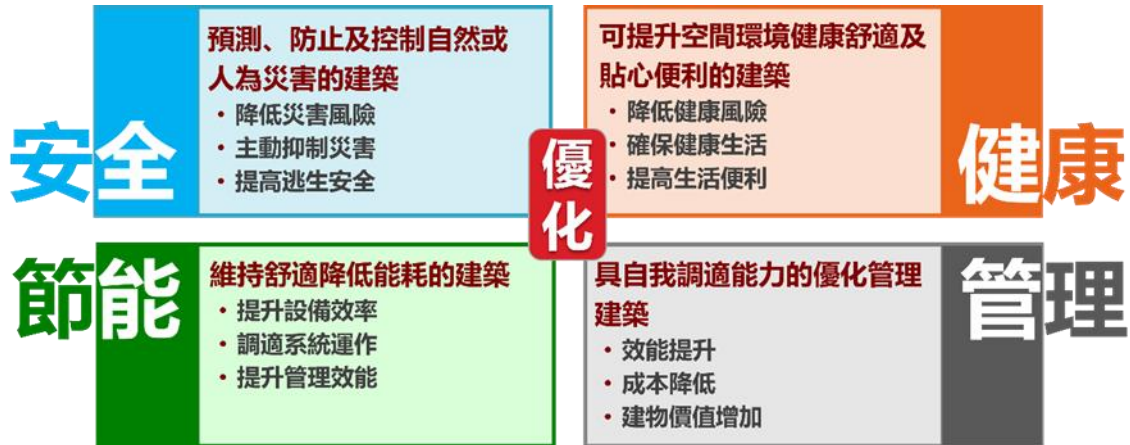 安全
預測、防止及控制自然或
人為災害的建築
• 降低災害風險
• 主動抑制災害
• 提高逃生安全
可提升空間環境健康舒適及
貼心便利的建築
• 降低健康風險
• 確保健康生活
• 提高生活便利
健康
優
化
節能
維持舒適降低能耗的建築
• 提升設備效率
• 調適系統運作
• 提升管理效能
具自我調適能力的優化管理
建築
• 效能提升
• 成本降低
• 建物價值增加
管理